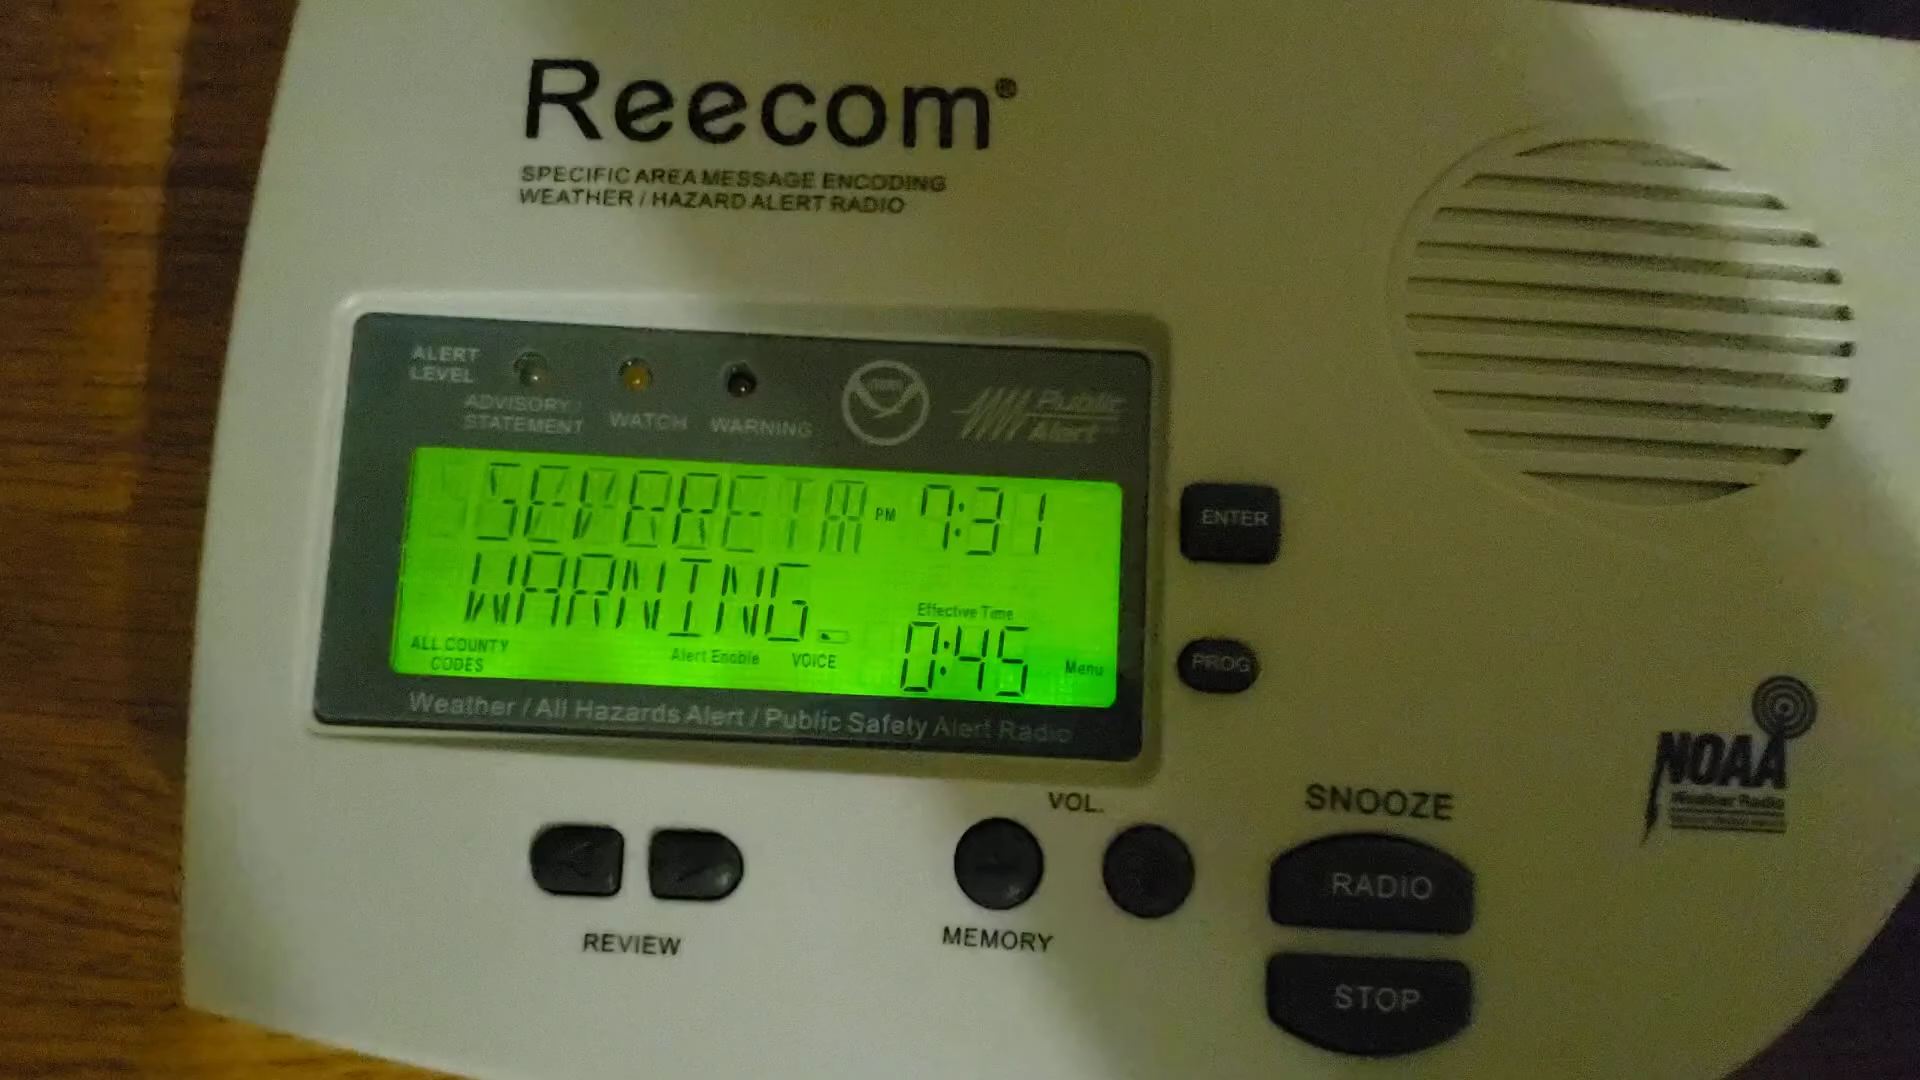 Reecom®
SPECIFIC AREA MESSAGE ENCODING
WEATHER / HAZARD ALERT RADIO
ALERT LEVEL
ADVISORY / STATEMENT
WATCH
WARNING
Public Alert
PM 7:31
WARNING
Effective Time
0:45
ALL COUNTY CODES
Alert Enable
VOICE
Menu
Weather / All Hazards Alert / Public Safety Alert Radio
ENTER
PROG
NOAA
Weather Radio
VOL.
SNOOZE
RADIO
REVIEW
MEMORY
STOP